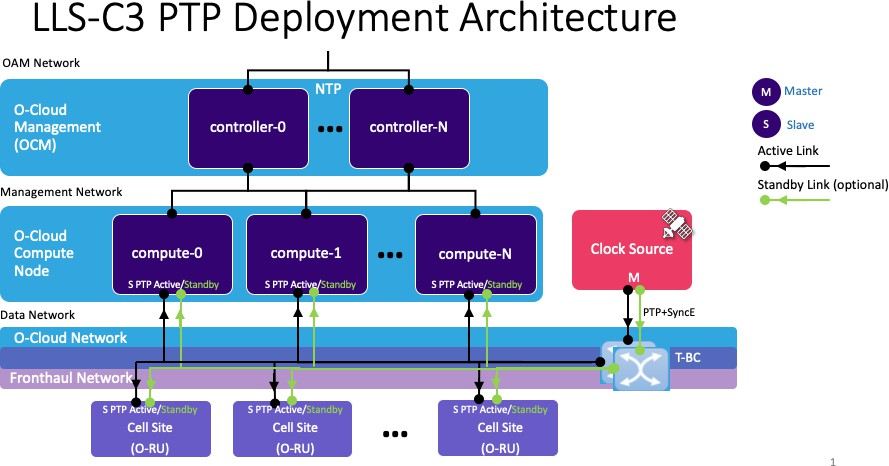 LLS-C3 PTP Deployment Architecture
OAM Network
NTP
O-Cloud
Management
(OCM)
controller-0
controller-N
M
Master
S
Slave
Active Link
Standby Link (optional)
Management Network
O-Cloud
Compute
Node
compute-0
S PTP Active/Standby
compute-1
S PTP Active/Standby
compute-N
S PTP Active/Standby
Clock Source
M
PTP+SyncE
Data Network
O-Cloud Network
T-BC
Fronthaul Network
S PTP Active/Standby
Cell Site
(O-RU)
S PTP Active/Standby
Cell Site
(O-RU)
S PTP Active/Standby
Cell Site
(O-RU)
1